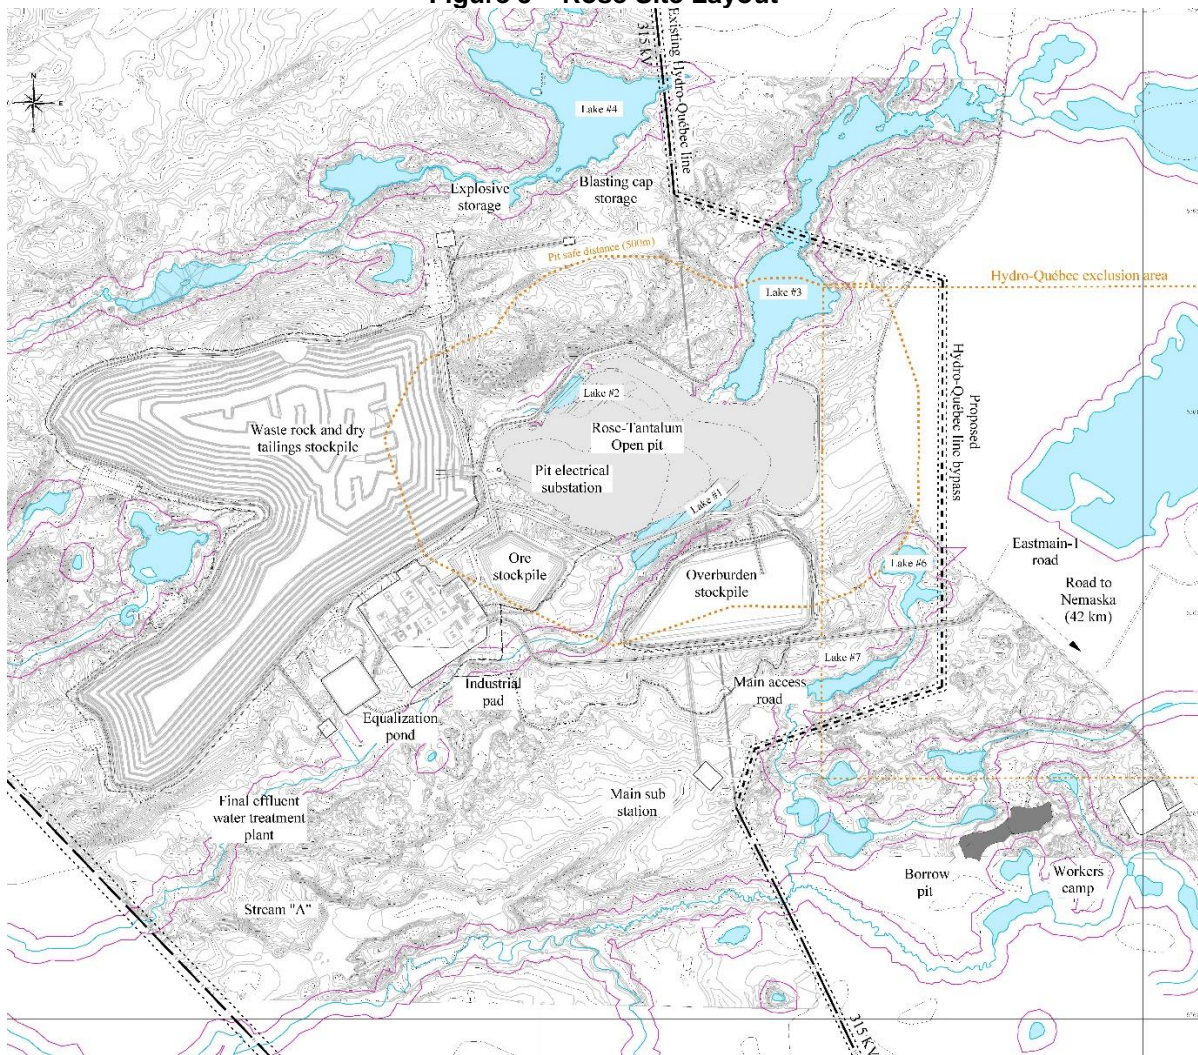 Figure 3 – Rose Site Layout
315 kV
Existing Hydro-Québec line
N
E
S
Lake #4
Explosive
storage
Blasting cap
storage
Pit safe distance (500m)
Lake #3
Hydro-Québec exclusion area
Proposed
Hydro-Québec line bypass
Lake #2
Waste rock and dry
tailings stockpile
Rose-Tantalum
Open pit
Pit electrical
substation
Lake #1
Ore
stockpile
Overburden
stockpile
Lake #6
Eastmain-1
road
Road to
Nemaska
(42 km)
Lake #7
Main access
road
Industrial
pad
Equalization
pond
Main sub
station
Final effluent
water treatment
plant
Borrow
pit
Workers
camp
Stream "A"
315 KV